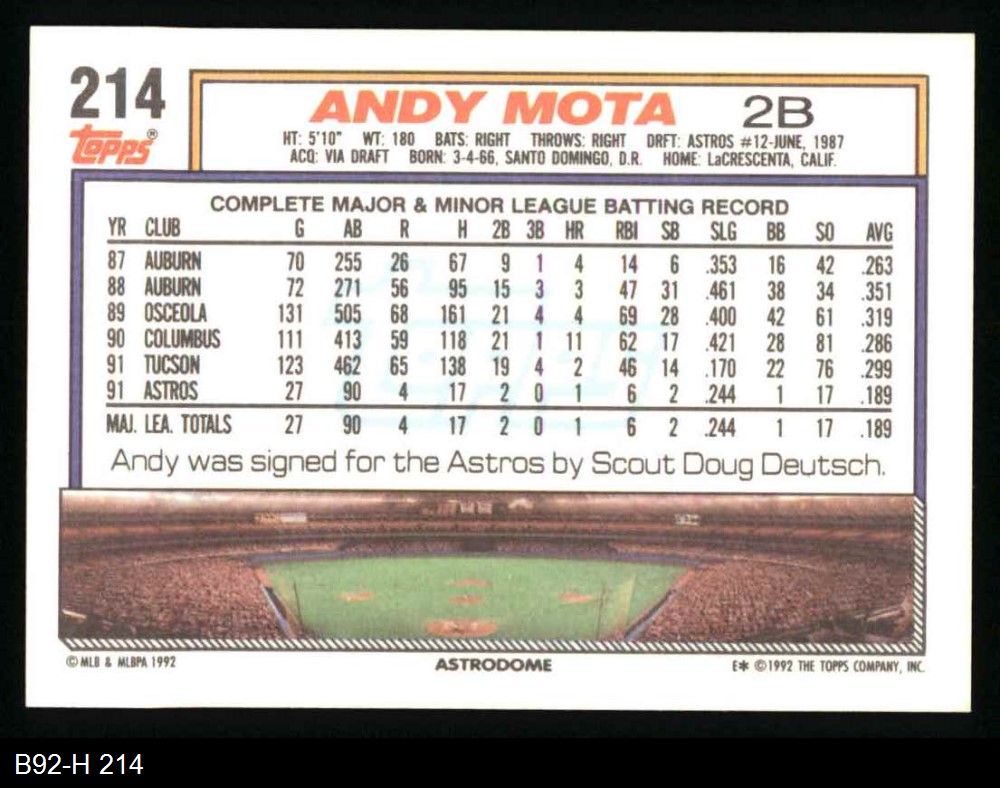 214
Topps®
ANDY MOTA 2B
HT: 5'10" WT: 180 BATS: RIGHT THROWS: RIGHT DRFT: ASTROS #12-JUNE, 1987
ACQ: VIA DRAFT BORN: 3-4-66, SANTO DOMINGO, D.R. HOME: LaCRESCENTA, CALIF.
COMPLETE MAJOR & MINOR LEAGUE BATTING RECORD
YR CLUB G AB R H 2B 3B HR RBI SB SLG BB SO AVG
87 AUBURN 70 255 26 67 9 1 4 14 6 .353 16 42 .263
88 AUBURN 72 271 56 95 15 3 3 47 31 .461 38 34 .351
89 OSCEOLA 131 505 68 161 21 4 4 69 28 .400 42 61 .319
90 COLUMBUS 111 413 59 118 21 1 11 62 17 .421 28 81 .286
91 TUCSON 123 462 65 138 19 4 2 46 14 .170 22 76 .299
91 ASTROS 27 90 4 17 2 0 1 6 2 .244 1 17 .189
MAJ. LEA. TOTALS 27 90 4 17 2 0 1 6 2 .244 1 17 .189
Andy was signed for the Astros by Scout Doug Deutsch.
© MLB & MLBPA 1992 ASTRODOME E* ©1992 THE TOPPS COMPANY, INC.
B92-H 214